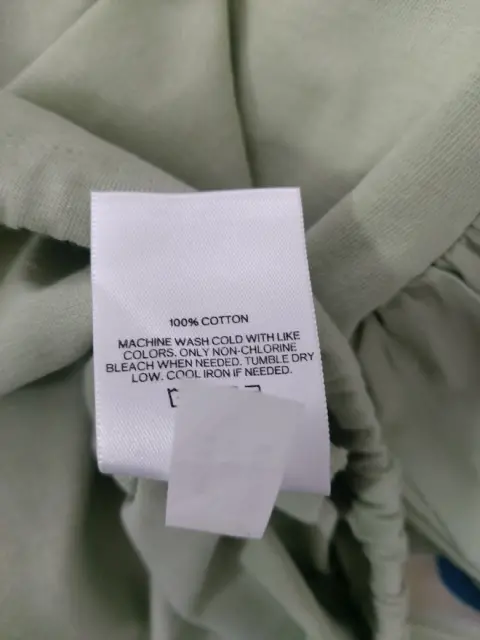 100% COTTON
MACHINE WASH COLD WITH LIKE
COLORS. ONLY NON-CHLORINE
BLEACH WHEN NEEDED. TUMBLE DRY
LOW. COOL IRON IF NEEDED.